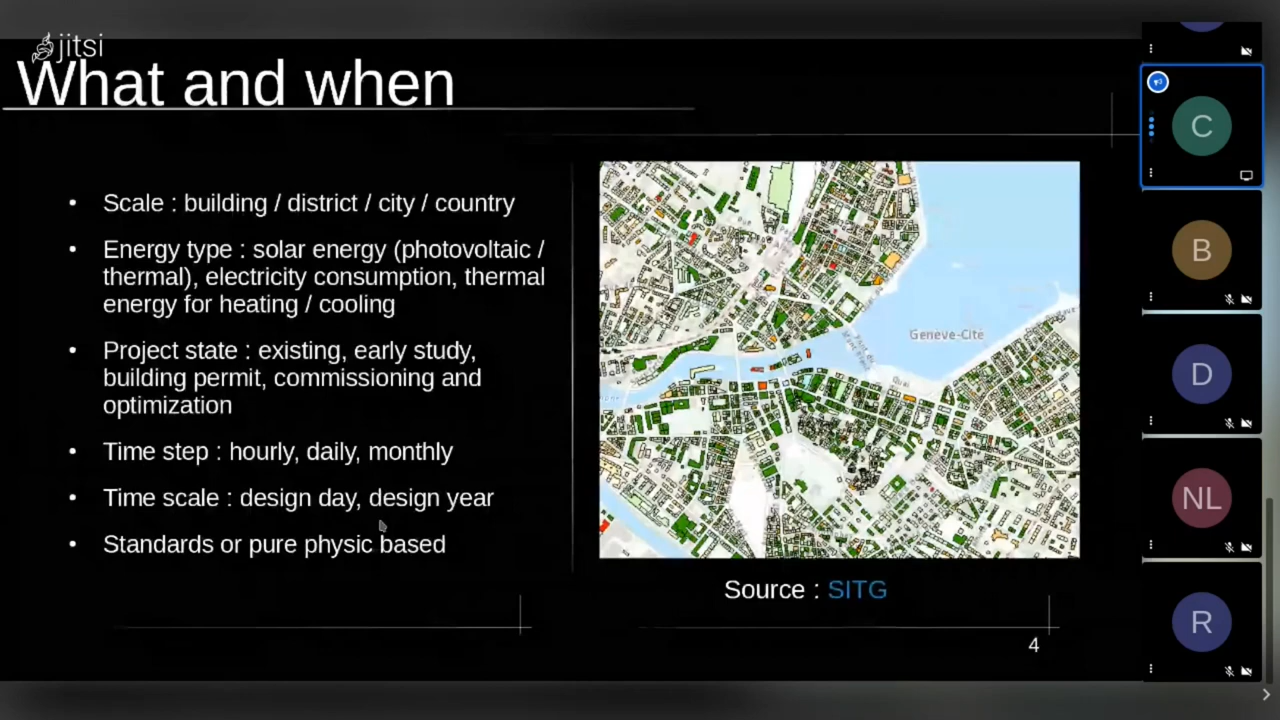 jitsi
What and when
• Scale : building / district / city / country
• Energy type : solar energy (photovoltaic /
thermal), electricity consumption, thermal
energy for heating / cooling
• Project state : existing, early study,
building permit, commissioning and
optimization
• Time step : hourly, daily, monthly
• Time scale : design day, design year
• Standards or pure physic based
Genève-Cité
Source : SITG
4
C
B
D
NL
R